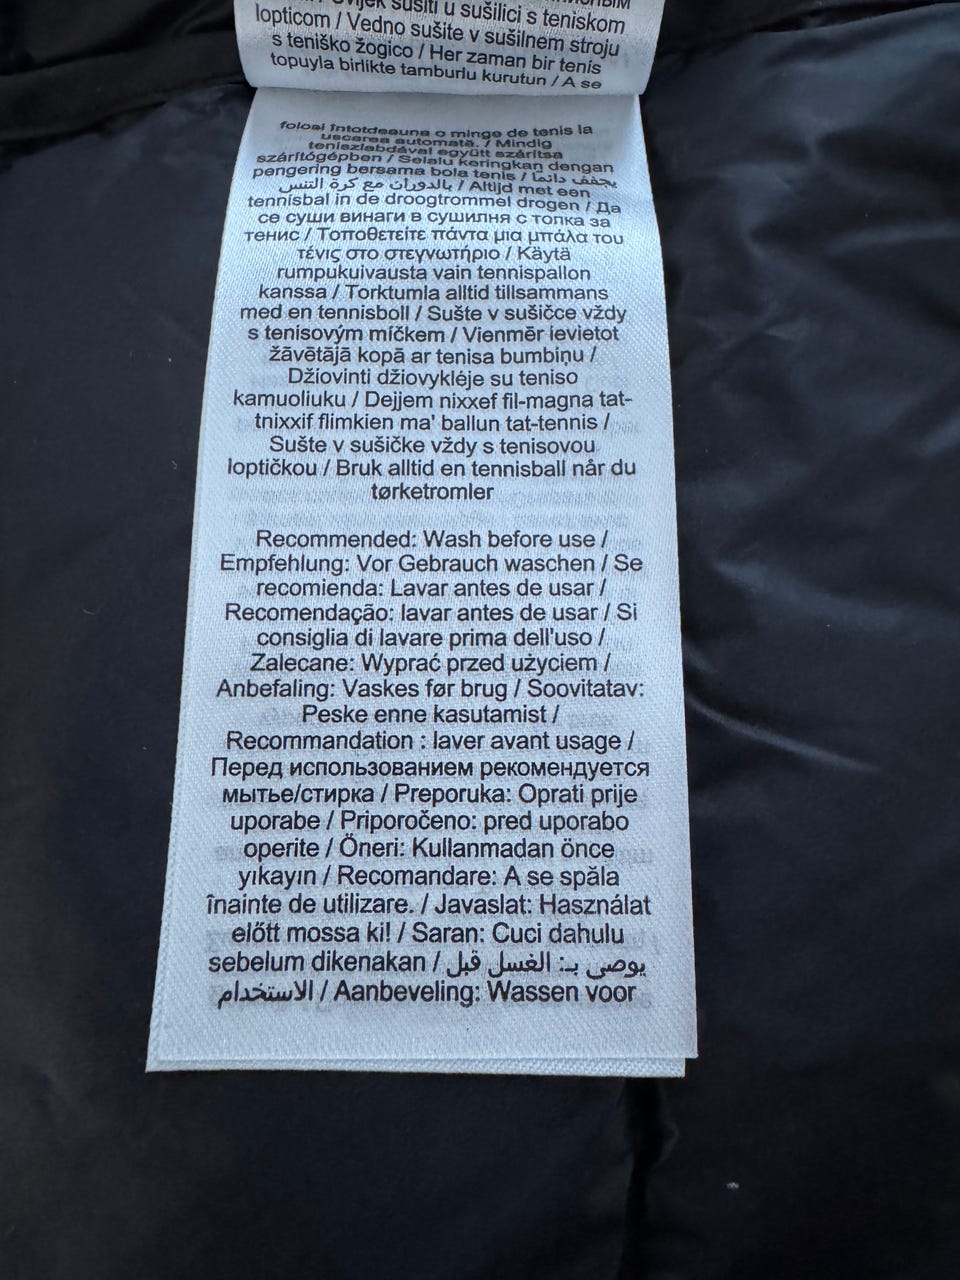 sušiti u sušilici s teniskom
lopticom / Vedno sušite v sušilnem stroju
s teniško žogico / Her zaman bir tenis
topuyla birlikte tamburlu kurutun / A se
folosi întotdeauna o minge de tenis la
uscarea automată. / Mindig
teniszlabdával együtt szárítsa
szárítógépben / Selalu keringkan dengan
pengering bersama bola tenis / يجفف دائما
بالدوران مع كرة التنس / Altijd met een
tennisbal in de droogtrommel drogen / Да
се суши винаги в сушилня с топка за
тенис / Τοποθετείτε πάντα μια μπάλα του
τένις στο στεγνωτήριο / Käytä
rumpukuivausta vain tennispallon
kanssa / Torktumla alltid tillsammans
med en tennisboll / Sušte v sušičce vždy
s tenisovým míčkem / Vienmēr ievietot
žāvētājā kopā ar tenisa bumbiņu /
Džiovinti džiovyklėje su teniso
kamuoliuku / Dejjem nixxef fil-magna tat-
tnixxif flimkien ma' ballun tat-tennis /
Sušte v sušičke vždy s tenisovou
loptičkou / Bruk alltid en tennisball når du
tørketromler
Recommended: Wash before use /
Empfehlung: Vor Gebrauch waschen / Se
recomienda: Lavar antes de usar /
Recomendação: lavar antes de usar / Si
consiglia di lavare prima dell'uso /
Zalecane: Wyprać przed użyciem /
Anbefaling: Vaskes før brug / Soovitatav:
Peske enne kasutamist /
Recommandation : laver avant usage /
Перед использованием рекомендуется
мытье/стирка / Preporuka: Oprati prije
uporabe / Priporočeno: pred uporabo
operite / Öneri: Kullanmadan önce
yıkayın / Recomandare: A se spăla
înainte de utilizare. / Javaslat: Használat
előtt mossa ki! / Saran: Cuci dahulu
sebelum dikenakan / يوصى بـ: الغسل قبل
الاستخدام / Aanbeveling: Wassen voor